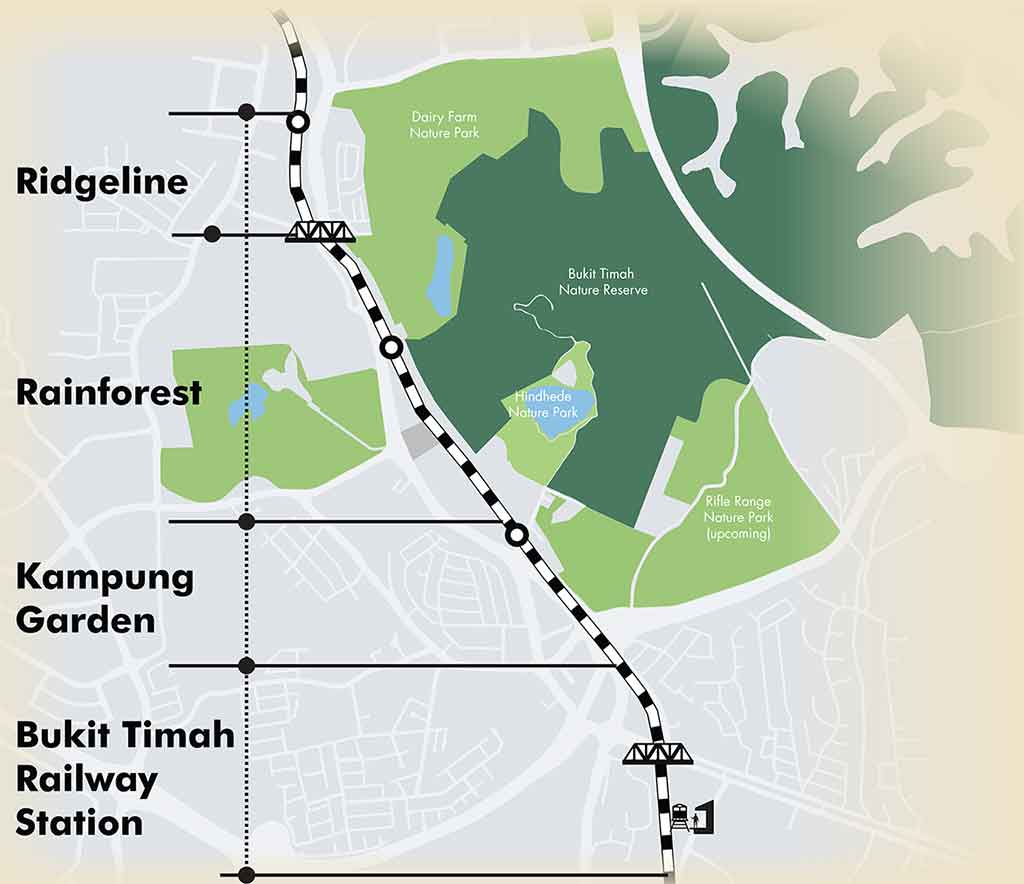 Dairy Farm
Nature Park
Ridgeline
Bukit Timah
Nature Reserve
Rainforest
Hindhede
Nature Park
Rifle Range
Nature Park
(upcoming)
Kampung
Garden
Bukit Timah
Railway
Station